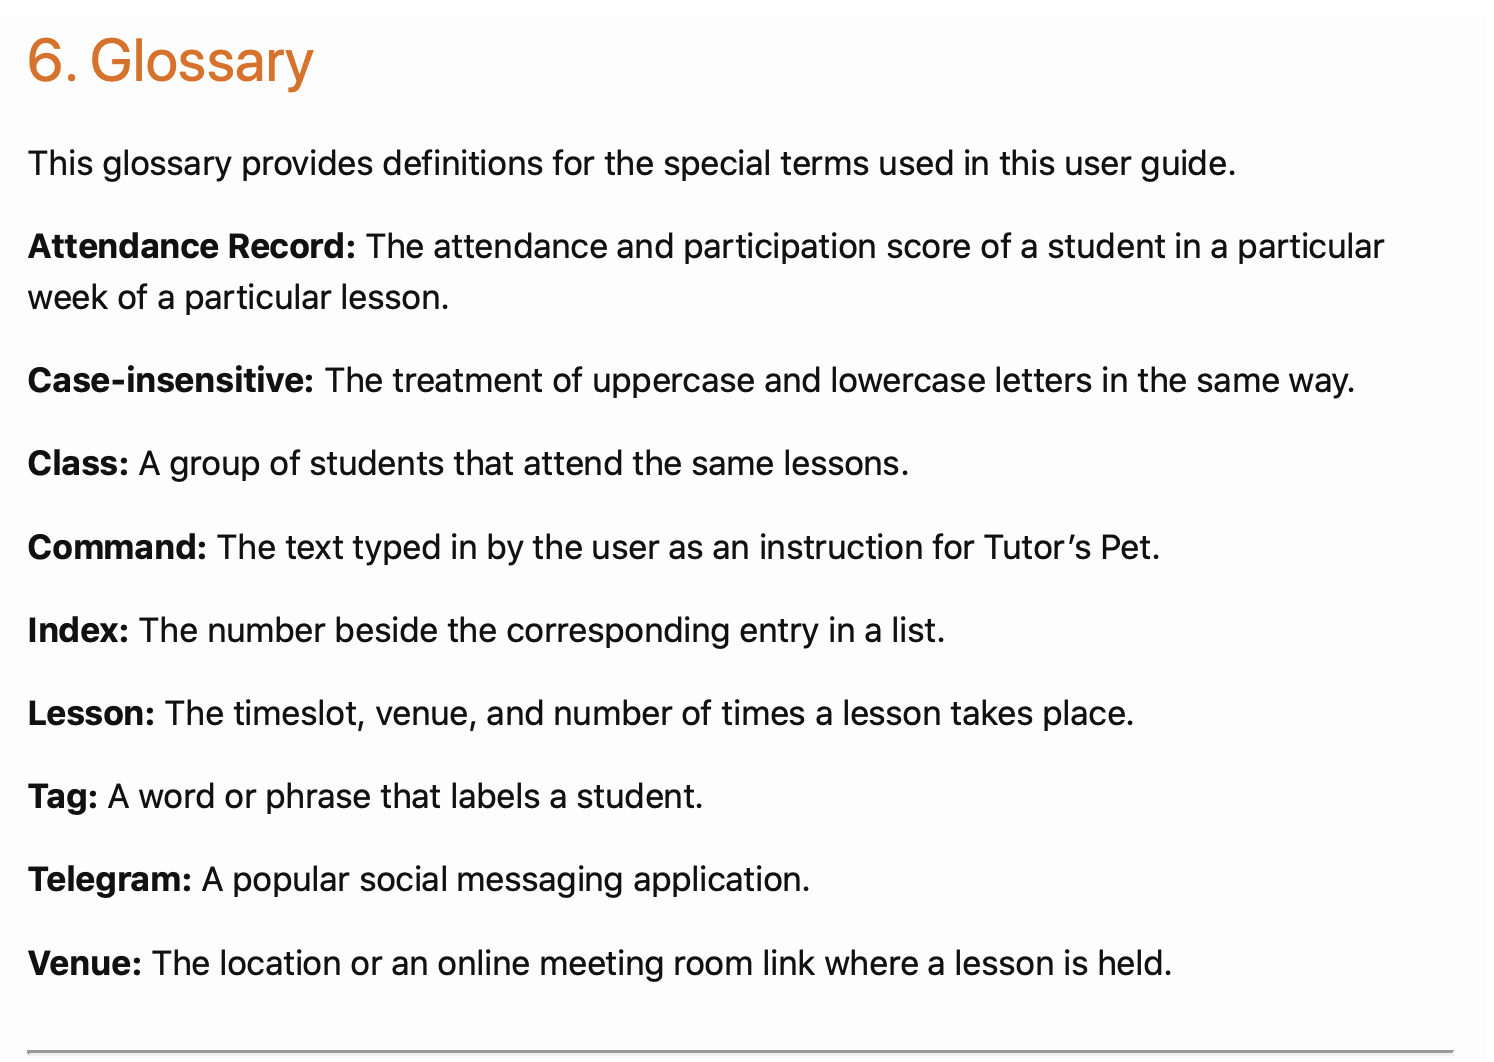 6. Glossary
This glossary provides definitions for the special terms used in this user guide.
Attendance Record: The attendance and participation score of a student in a particular
week of a particular lesson.
Case-insensitive: The treatment of uppercase and lowercase letters in the same way.
Class: A group of students that attend the same lessons.
Command: The text typed in by the user as an instruction for Tutor’s Pet.
Index: The number beside the corresponding entry in a list.
Lesson: The timeslot, venue, and number of times a lesson takes place.
Tag: A word or phrase that labels a student.
Telegram: A popular social messaging application.
Venue: The location or an online meeting room link where a lesson is held.